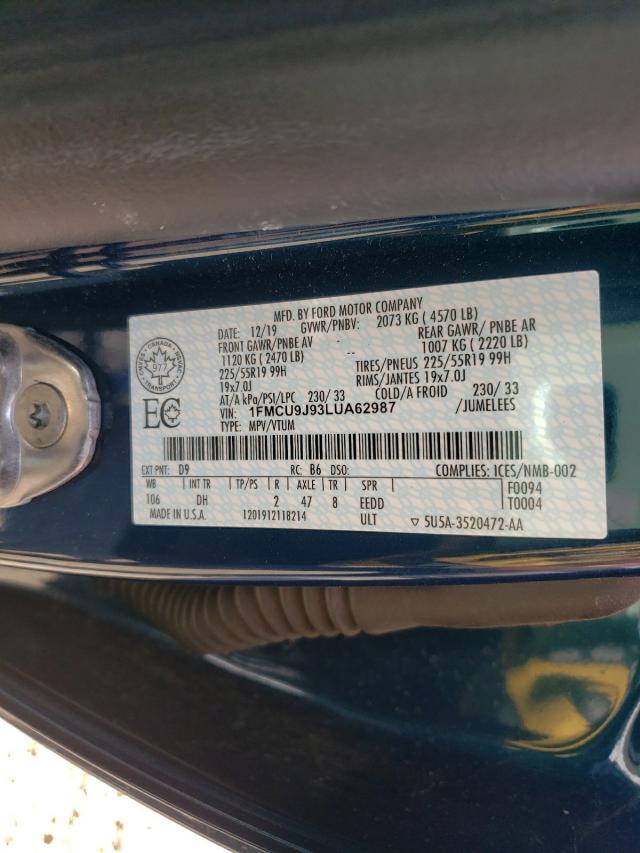 MFD. BY FORD MOTOR COMPANY
DATE: 12/19 GVWR/PNBV: 2073 KG ( 4570 LB)
FRONT GAWR/PNBE AV -- REAR GAWR/ PNBE AR
1120 KG ( 2470 LB) -- 1007 KG ( 2220 LB)
225/55R19 99H TIRES/PNEUS 225/55R19 99H
19x7.0J RIMS/JANTES 19x7.0J
AT/A kPa/PSI/LPC 230/ 33 COLD/A FROID 230/ 33
VIN: 1FMCU9J93LUA62987 /JUMELEES
TYPE: MPV/VTUM
CANADA
TRANSPORT
977
EC
EXT PNT: D9 RC: B6 DSO: COMPLIES: ICES/NMB-002
WB INT TR TP/PS R AXLE TR SPR F0094
106 DH 2 47 8 EEDD T0004
MADE IN U.S.A. 1201912118214 ULT ▽ 5U5A-3520472-AA